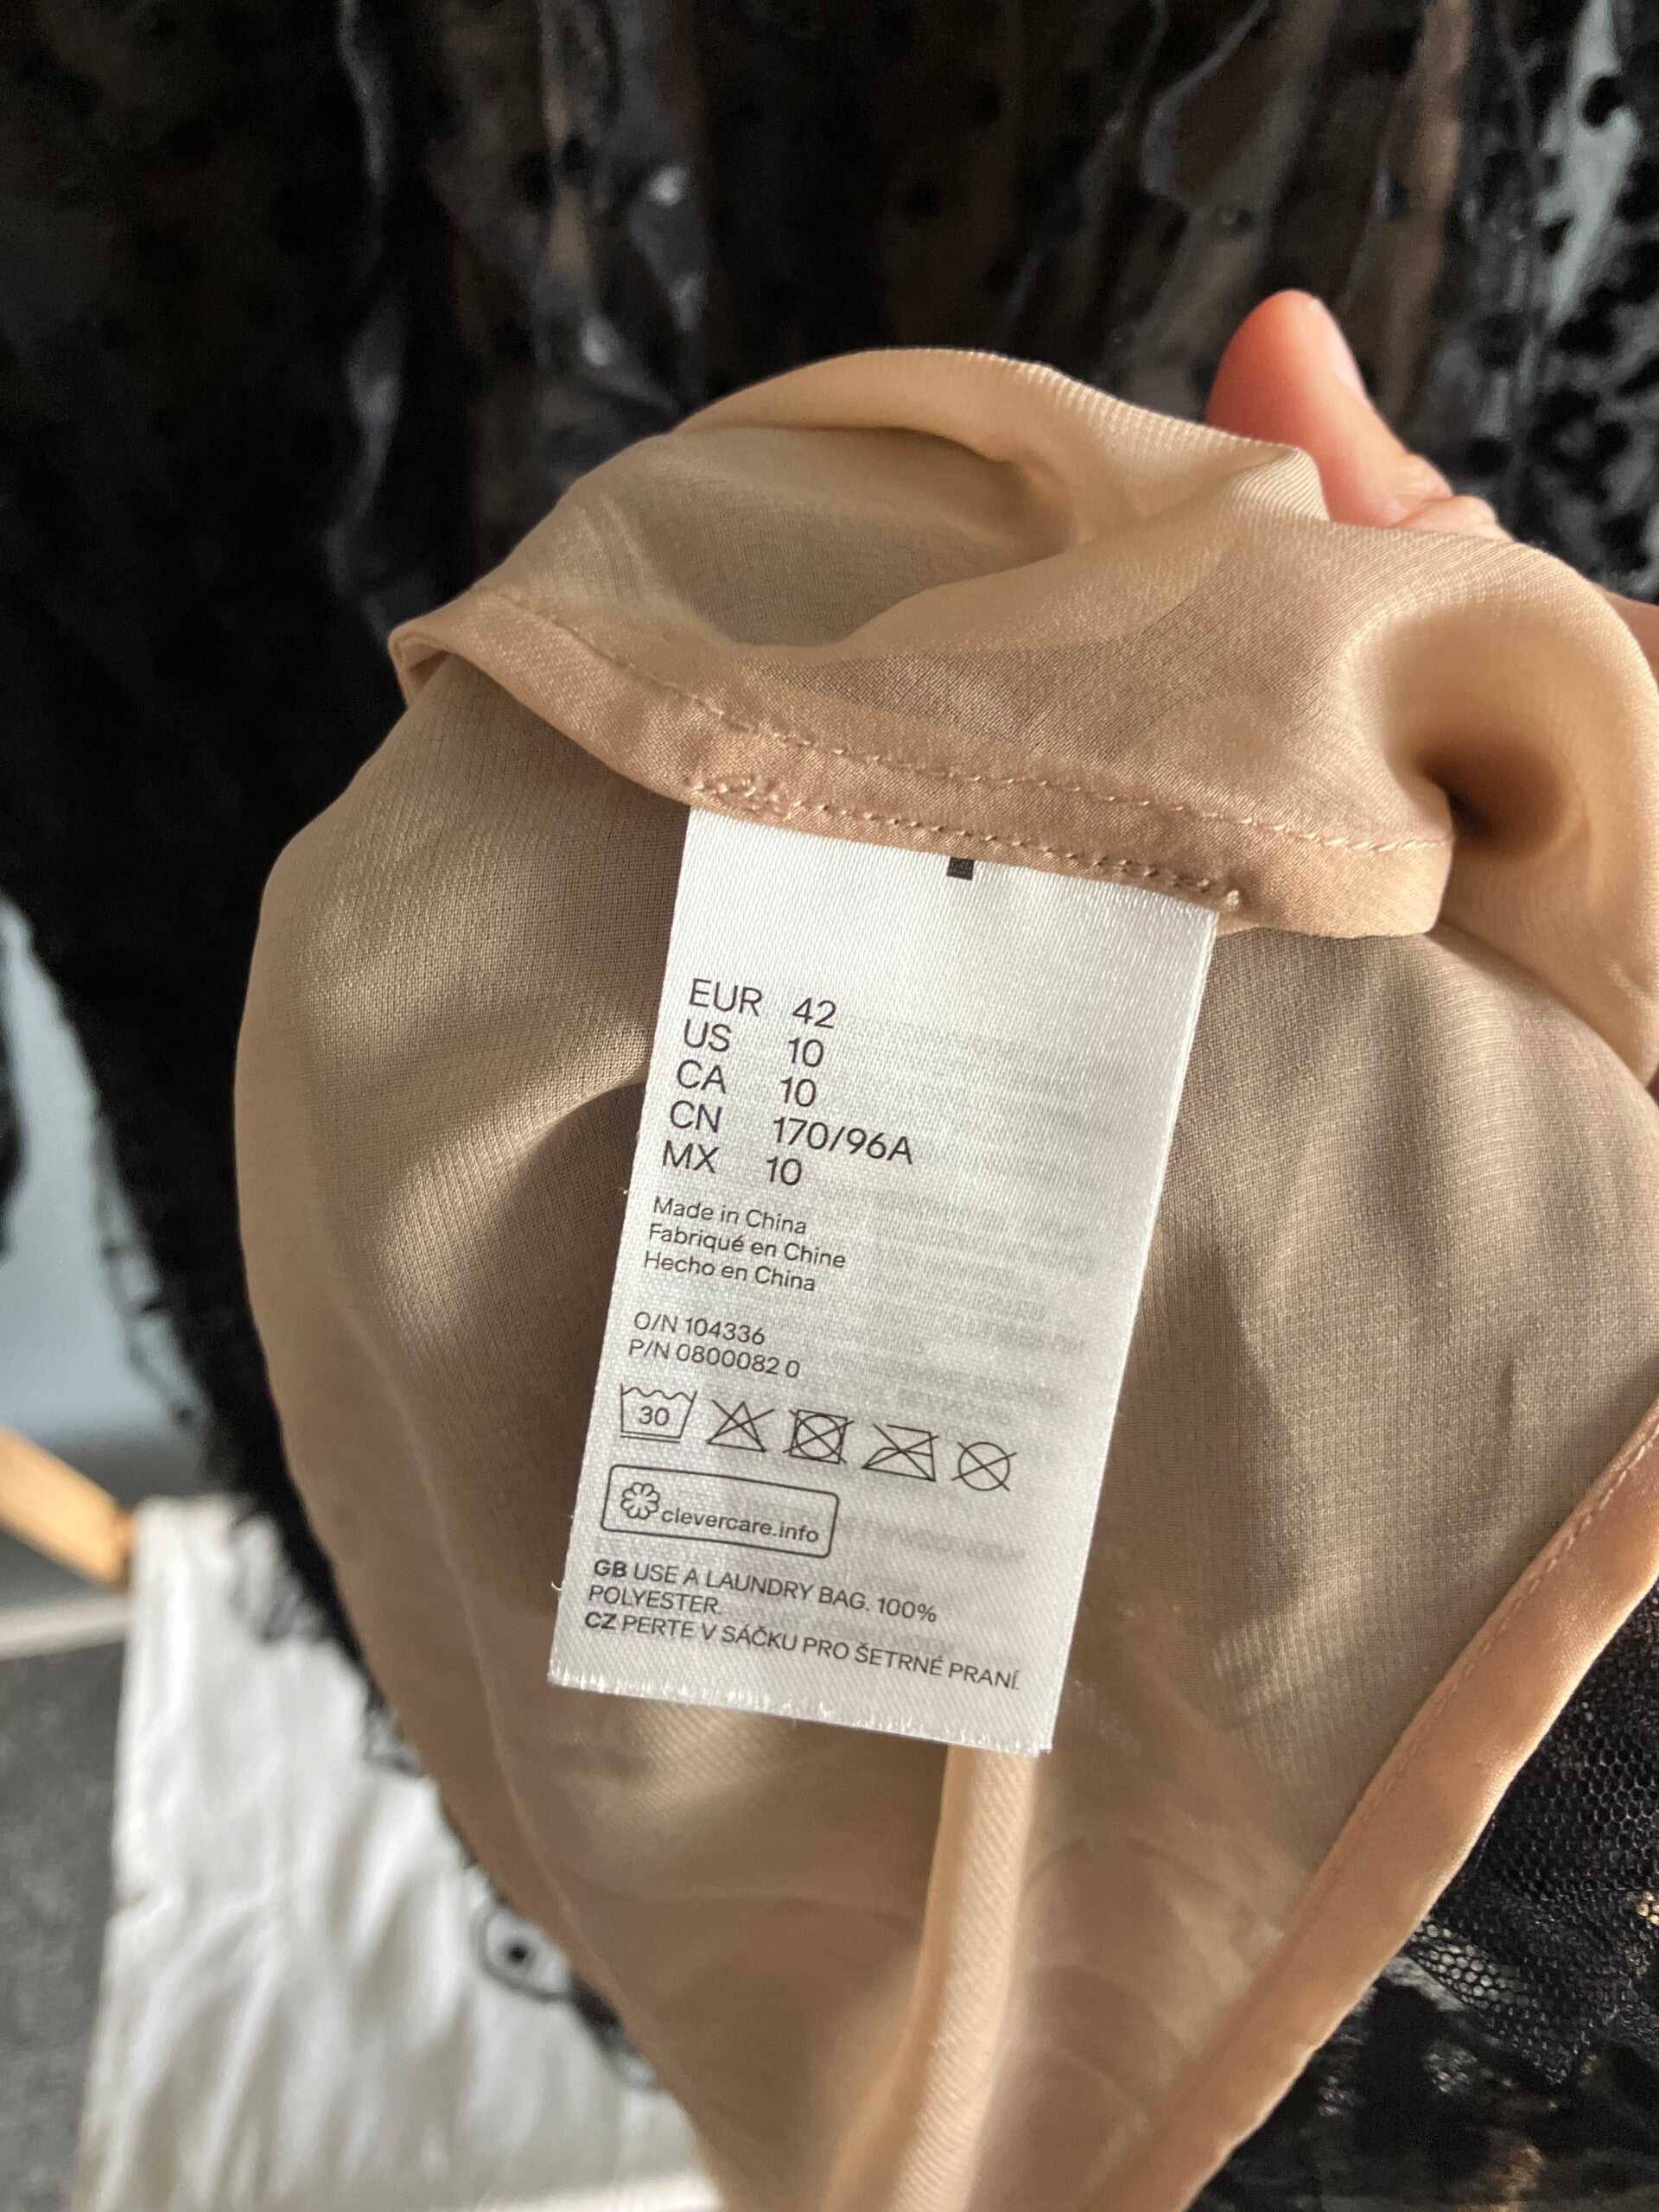 EUR 42
US 10
CA 10
CN 170/96A
MX 10
Made in China
Fabriqué en Chine
Hecho en China
O/N 104336
P/N 0800082 0
30
clevercare.info
GB USE A LAUNDRY BAG. 100%
POLYESTER.
CZ PERTE V SÁČKU PRO ŠETRNÉ PRANÍ.